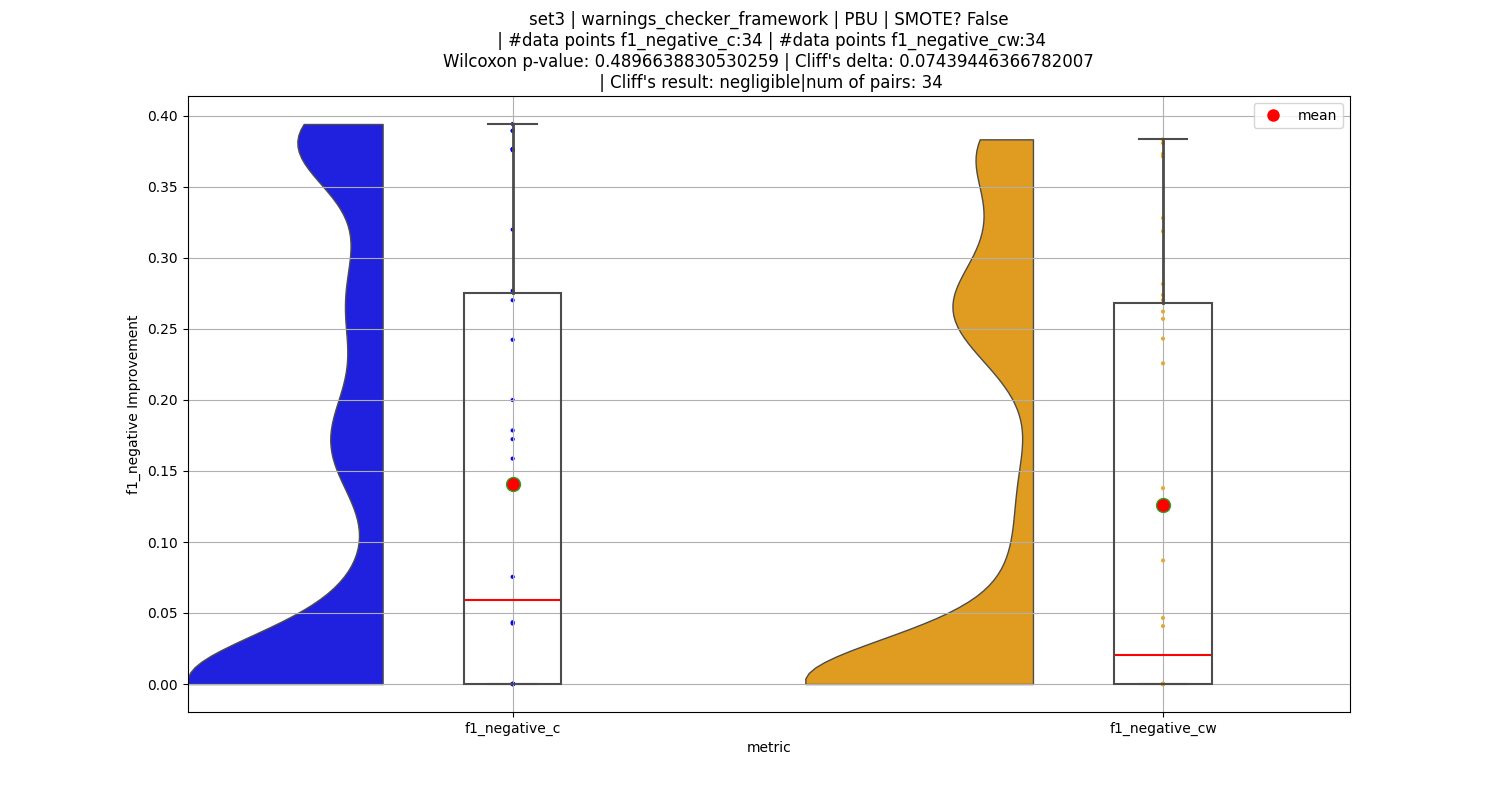 set3 | warnings_checker_framework | PBU | SMOTE? False
| #data points f1_negative_c:34 | #data points f1_negative_cw:34
Wilcoxon p-value: 0.4896638830530259 | Cliff's delta: 0.07439446366782007
| Cliff's result: negligible|num of pairs: 34
mean
0.40
0.35
0.30
0.25
0.20
0.15
0.10
0.05
0.00
f1_negative Improvement
f1_negative_c
f1_negative_cw
metric